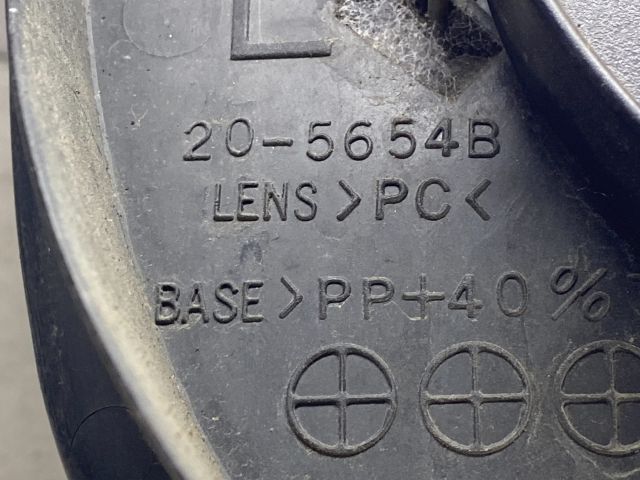 L
20-5654B
LENS>PC<
BASE>PP+40%